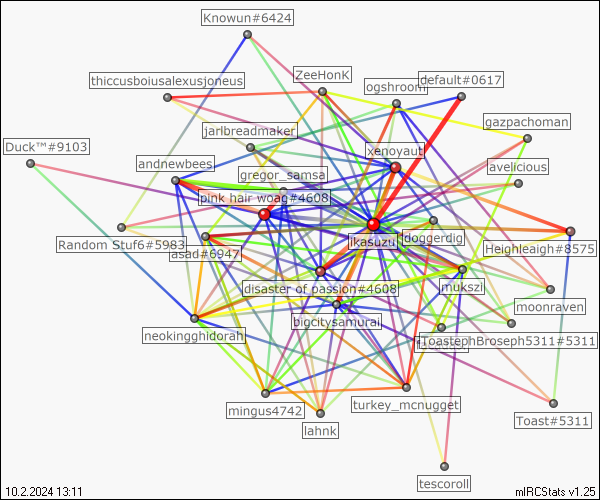 Knowun#6424
ZeeHonK
thiccusboiusalexusjoneus
default#0617
ogshroom
gazpachoman
jarlbreadmaker
Duck™#9103
xenoyaut
andnewbees
avelicious
gregor_samsa
pink hair woag#4608
Random Stuf6#5983
ikasuzu
doggerdig
Heighleaigh#8575
asad#6947
disaster of passion#4608
mukszi
moonraven
bigcitysamurai
neokingghidorah
ToastephBroseph5311#5311
mingus4742
turkey_mcnugget
lahnk
Toast#5311
tescoroll
10.2.2024 13:11
mIRCStats v1.25